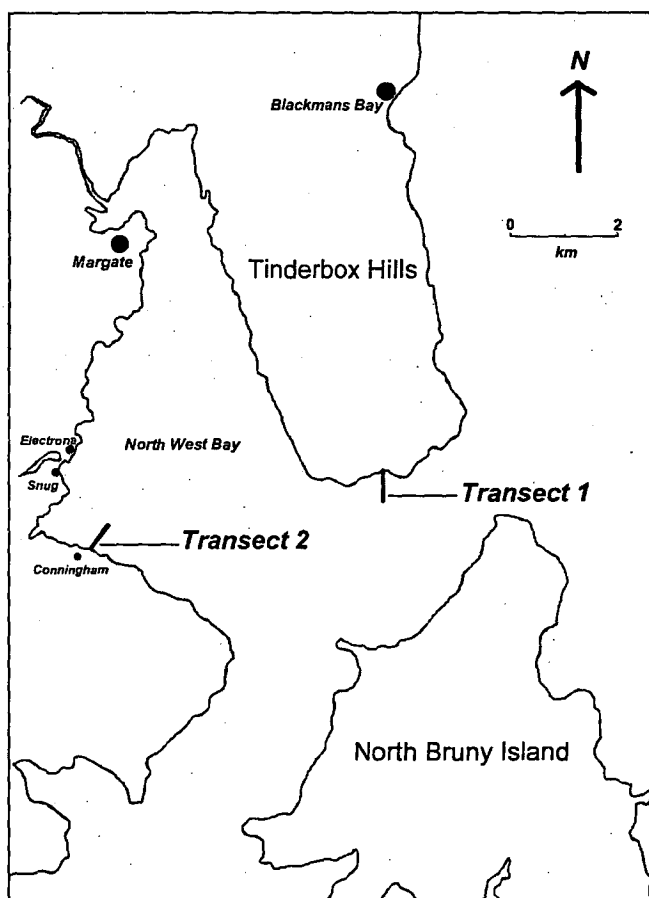 N
Blackmans Bay
0 2
km
Margate
Tinderbox Hills
Electrona
North West Bay
Snug
Transect 1
Transect 2
Conningham
North Bruny Island